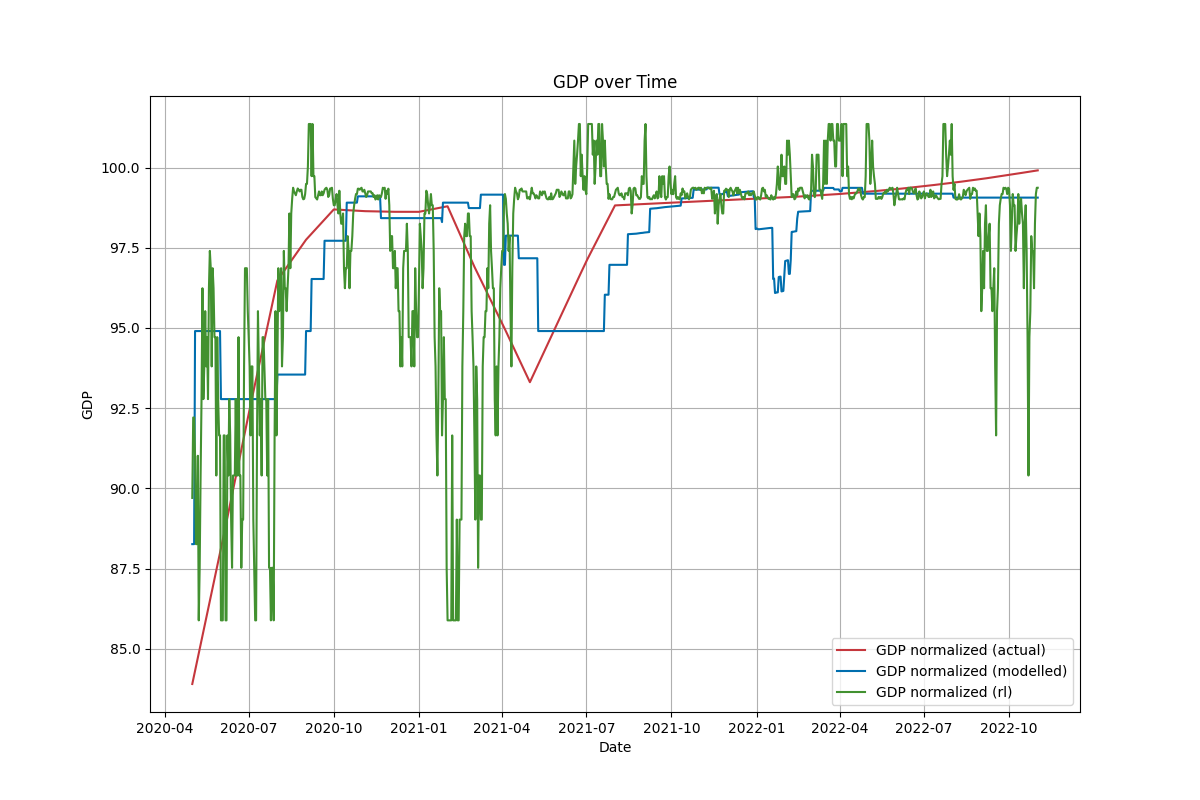 GDP over Time
GDP
100.0
97.5
95.0
92.5
90.0
87.5
85.0
GDP normalized (actual)
GDP normalized (modelled)
GDP normalized (rl)
2020-04 2020-07 2020-10 2021-01 2021-04 2021-07 2021-10 2022-01 2022-04 2022-07 2022-10
Date